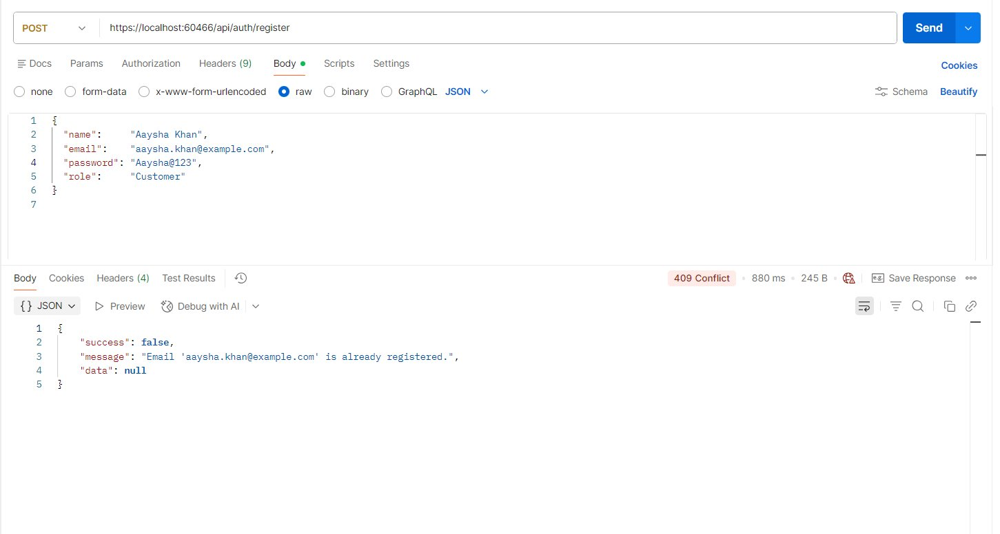 POST https://localhost:60466/api/auth/register Send
Docs Params Authorization Headers (9) Body Scripts Settings Cookies
none form-data x-www-form-urlencoded raw binary GraphQL JSON Schema Beautify
1 {
2 "name": "Aaysha Khan",
3 "email": "aaysha.khan@example.com",
4 "password": "Aaysha@123",
5 "role": "Customer"
6 }
7
Body Cookies Headers (4) Test Results 409 Conflict 880 ms 245 B e.g. Save Response
{} JSON Preview Debug with AI
1 {
2 "success": false,
3 "message": "Email 'aaysha.khan@example.com' is already registered.",
4 "data": null
5 }